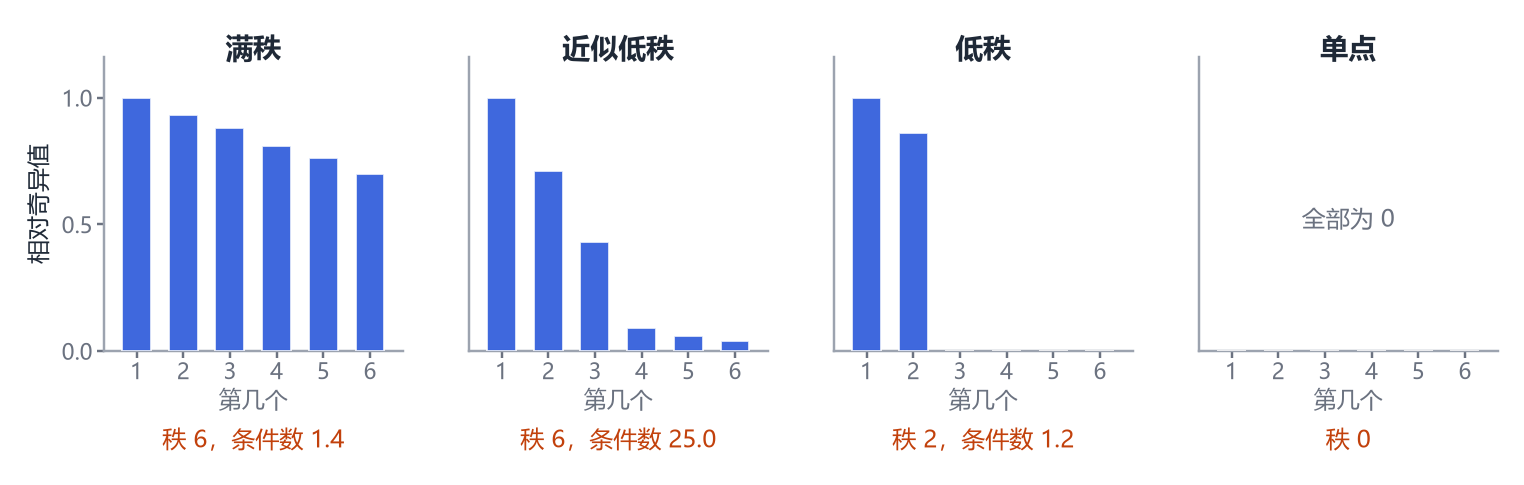 满秩
近似低秩
低秩
单点
相对奇异值
1.0
0.5
0.0
全部为 0
1 2 3 4 5 6
1 2 3 4 5 6
1 2 3 4 5 6
1 2 3 4 5 6
第几个
第几个
第几个
第几个
秩 6，条件数 1.4
秩 6，条件数 25.0
秩 2，条件数 1.2
秩 0